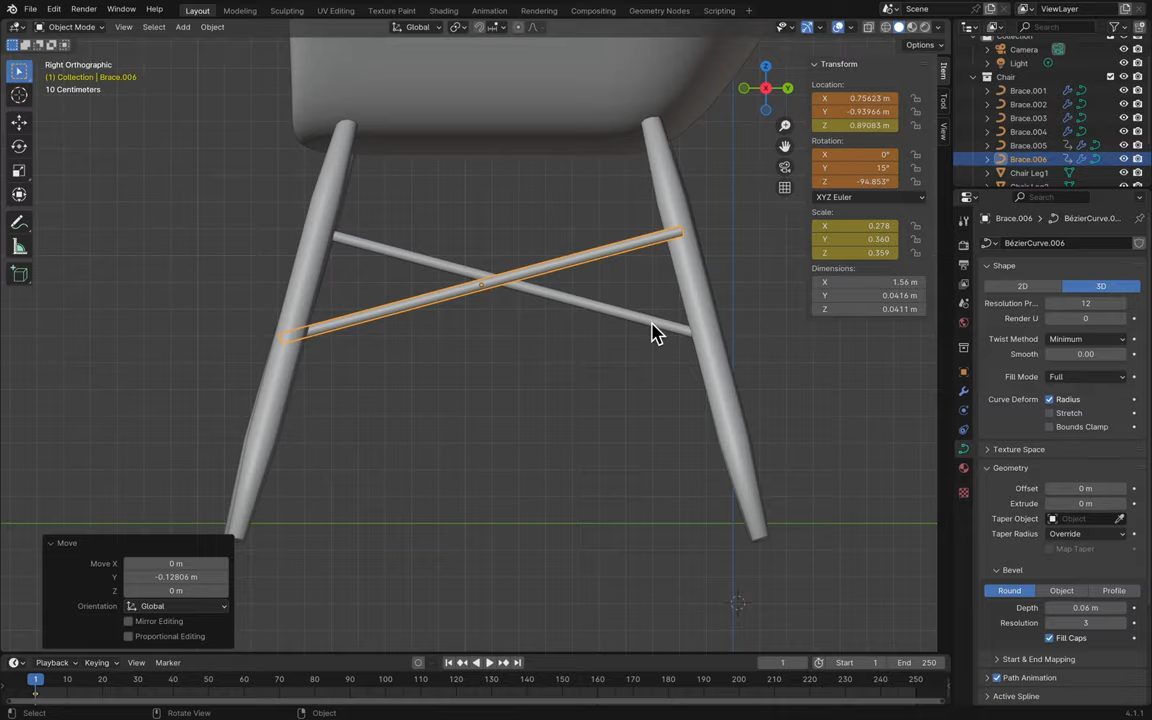 File Edit Render Window Help Layout Modeling Sculpting UV Editing Texture Paint Shading Animation Rendering Compositing Geometry Nodes Scripting Scene ViewLayer
Object Mode View Select Add Object Global Search
Options
Right Orthographic
(1) Collection | Brace.006
10 Centimeters
Z
X
Y
Transform
Location:
X 0.75623 m
Y -0.93966 m
Z 0.89083 m
Rotation:
X 0°
Y 15°
Z -94.853°
XYZ Euler
Scale:
X 0.278
Y 0.360
Z 0.359
Dimensions:
X 1.56 m
Y 0.0416 m
Z 0.0411 m
Item
Tool
View
Camera
Light
Chair
Brace.001
Brace.002
Brace.003
Brace.004
Brace.005
Brace.006
Chair Leg1
Search
Brace.006 BézierCurve.0...
BézierCurve.006
Shape
2D 3D
Resolution Pr... 12
Render U 0
Twist Method Minimum
Smooth 0.00
Fill Mode Full
Curve Deform Radius
Stretch
Bounds Clamp
Texture Space
Geometry
Offset 0 m
Extrude 0 m
Taper Object Object
Taper Radius Override
Map Taper
Bevel
Round Object Profile
Depth 0.06 m
Resolution 3
Fill Caps
Start & End Mapping
Path Animation
Active Spline
Move
Move X 0 m
Y -0.12806 m
Z 0 m
Orientation Global
Mirror Editing
Proportional Editing
Playback Keying View Marker 1 Start 1 End 250
1 10 20 30 40 50 60 70 80 90 100 110 120 130 140 150 160 170 180 190 200 210 220 230 240 250
Select Rotate View Object 4.1.1